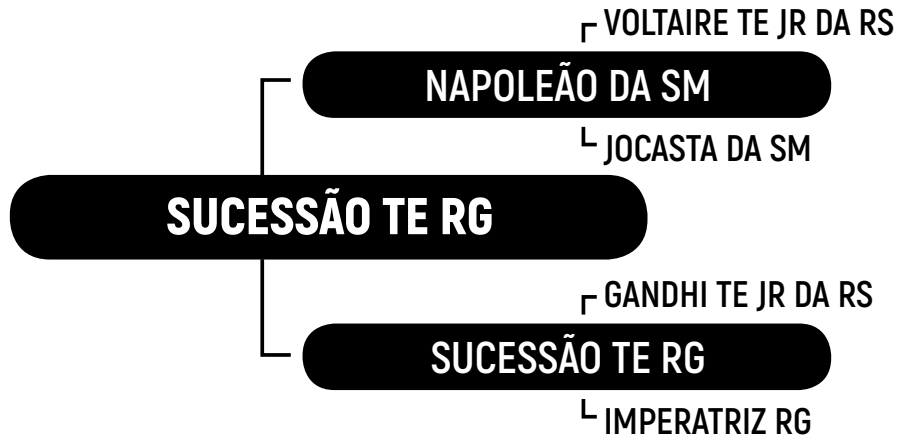 VOLTAIRE TE JR DA RS
NAPOLEÃO DA SM
JOCASTA DA SM
SUCESSÃO TE RG
GANDHI TE JR DA RS
SUCESSÃO TE RG
IMPERATRIZ RG